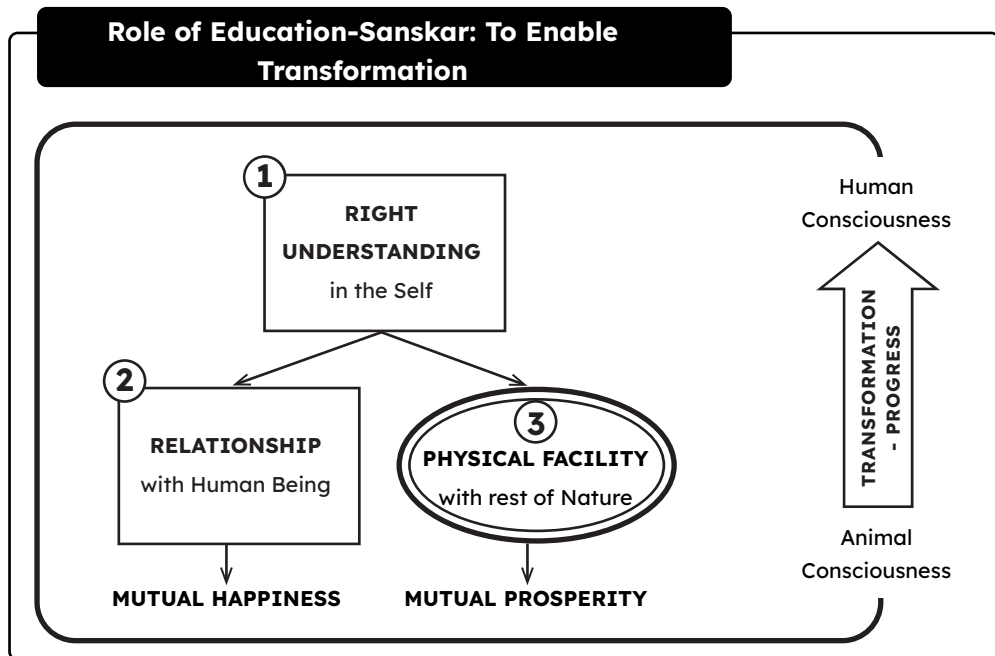 Role of Education-Sanskar: To Enable
Transformation
1
RIGHT
UNDERSTANDING
in the Self
2
RELATIONSHIP
with Human Being
MUTUAL HAPPINESS
3
PHYSICAL FACILITY
with rest of Nature
MUTUAL PROSPERITY
Human
Consciousness
TRANSFORMATION
- PROGRESS
Animal
Consciousness